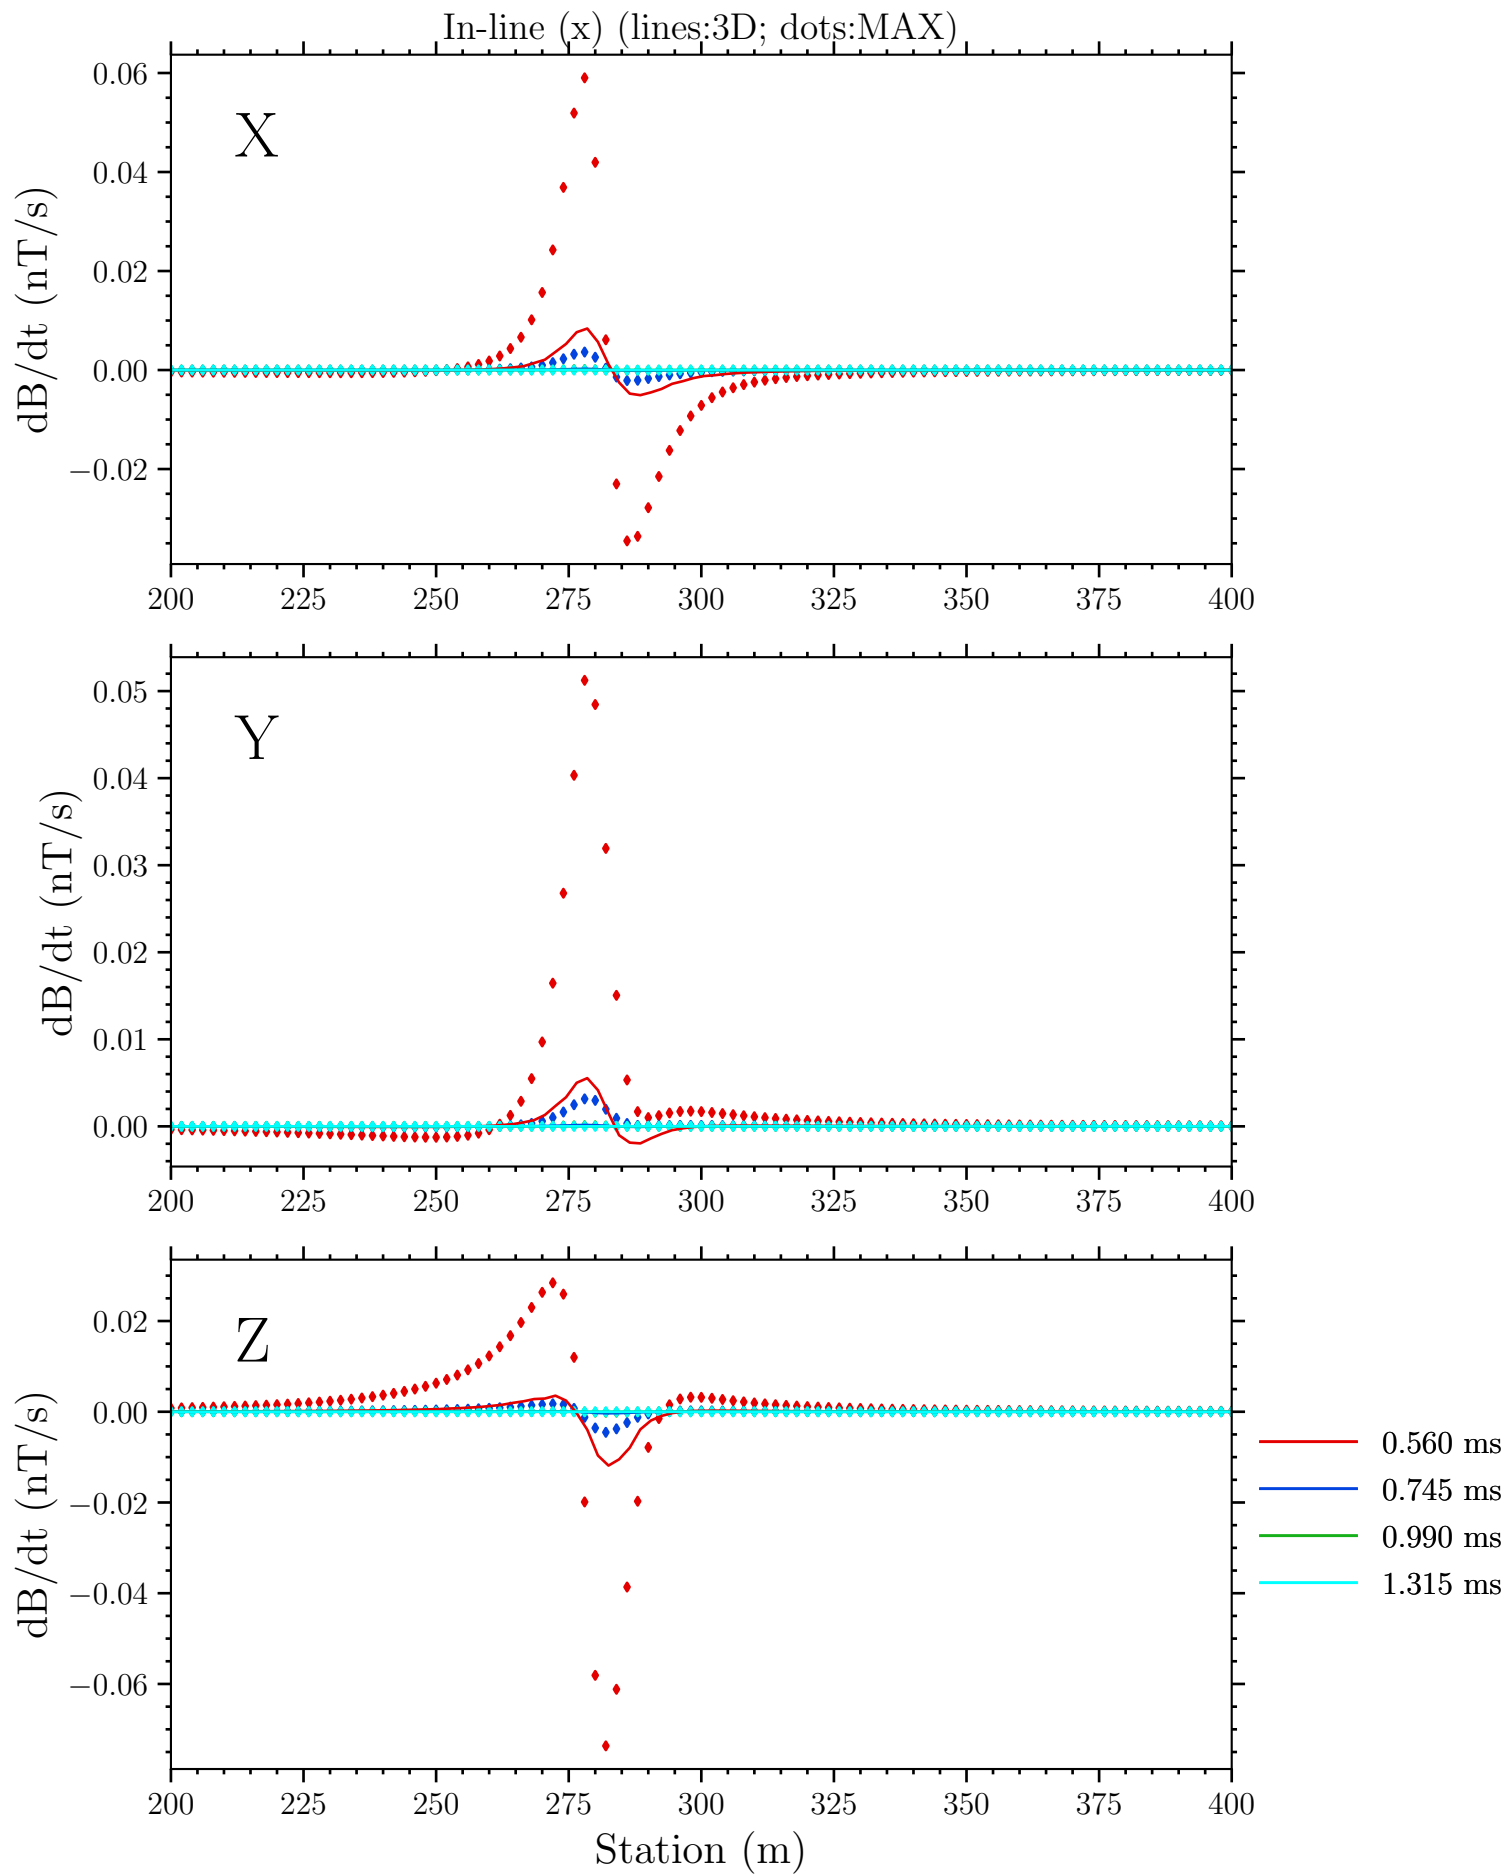 In-line (x) (lines:3D; dots:MAX)
X
dB/dt (nT/s)
0.06
0.04
0.02
0.00
−0.02
200 225 250 275 300 325 350 375 400
Y
dB/dt (nT/s)
0.05
0.04
0.03
0.02
0.01
0.00
200 225 250 275 300 325 350 375 400
Z
dB/dt (nT/s)
0.02
0.00
−0.02
−0.04
−0.06
200 225 250 275 300 325 350 375 400
Station (m)
0.560 ms
0.745 ms
0.990 ms
1.315 ms